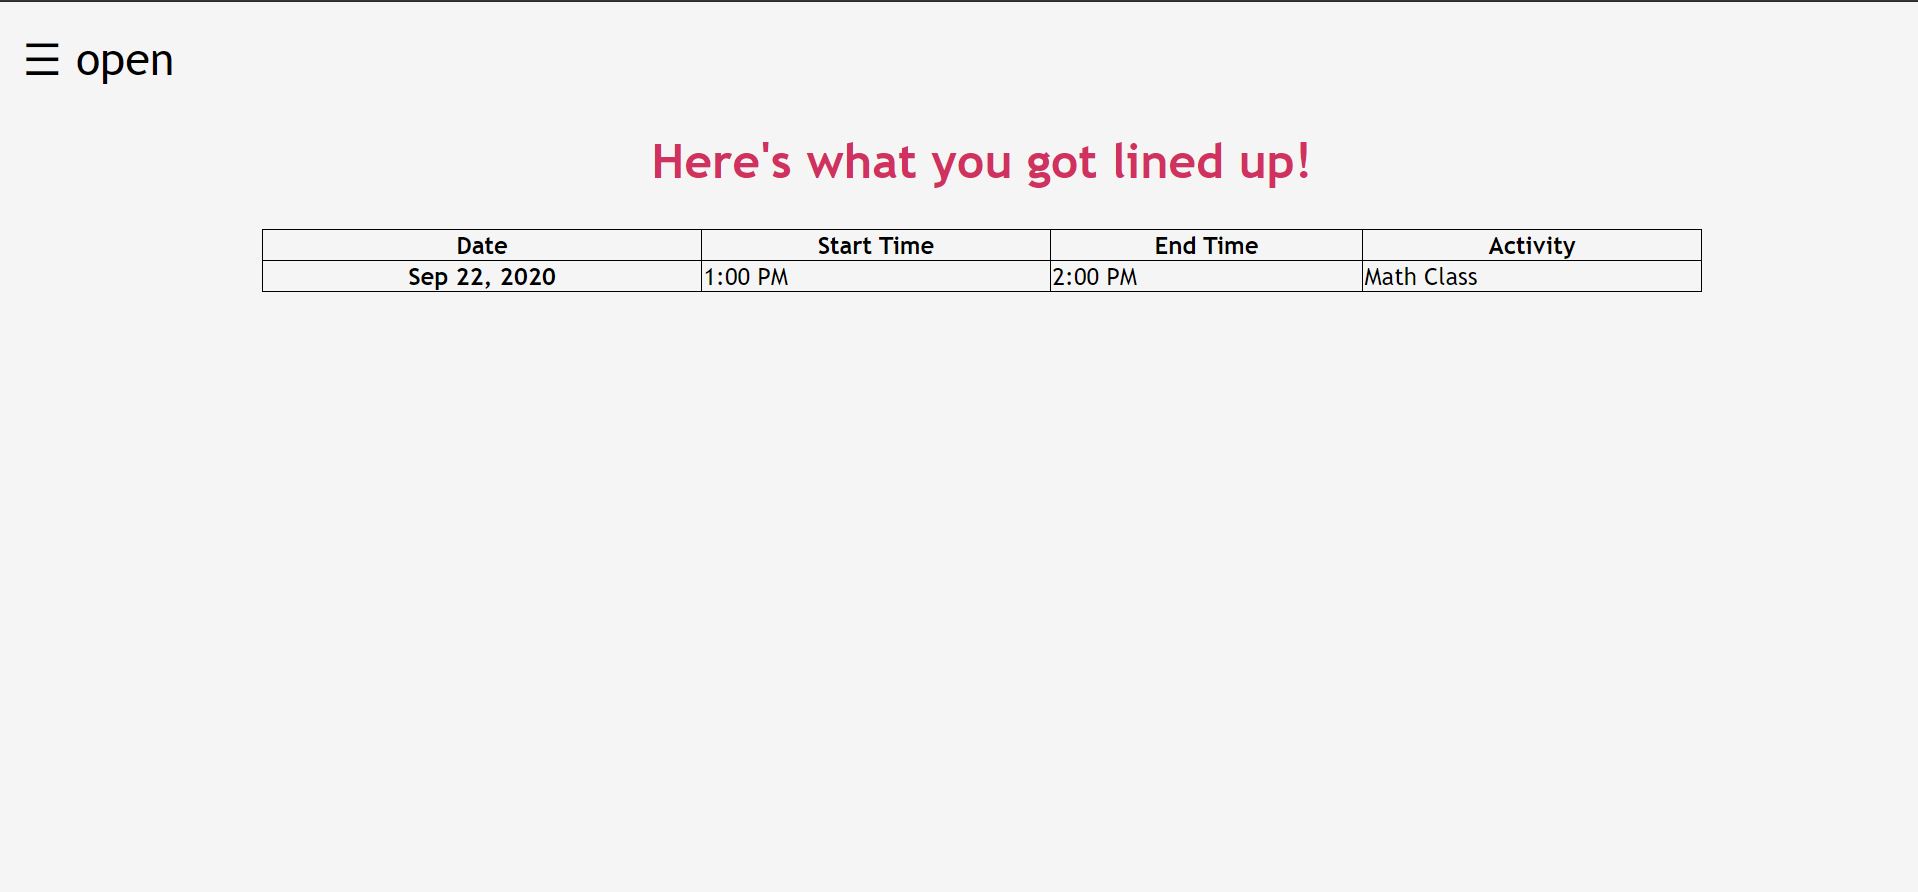 ☰ open
Here's what you got lined up!
Date Start Time End Time Activity
Sep 22, 2020 1:00 PM 2:00 PM Math Class